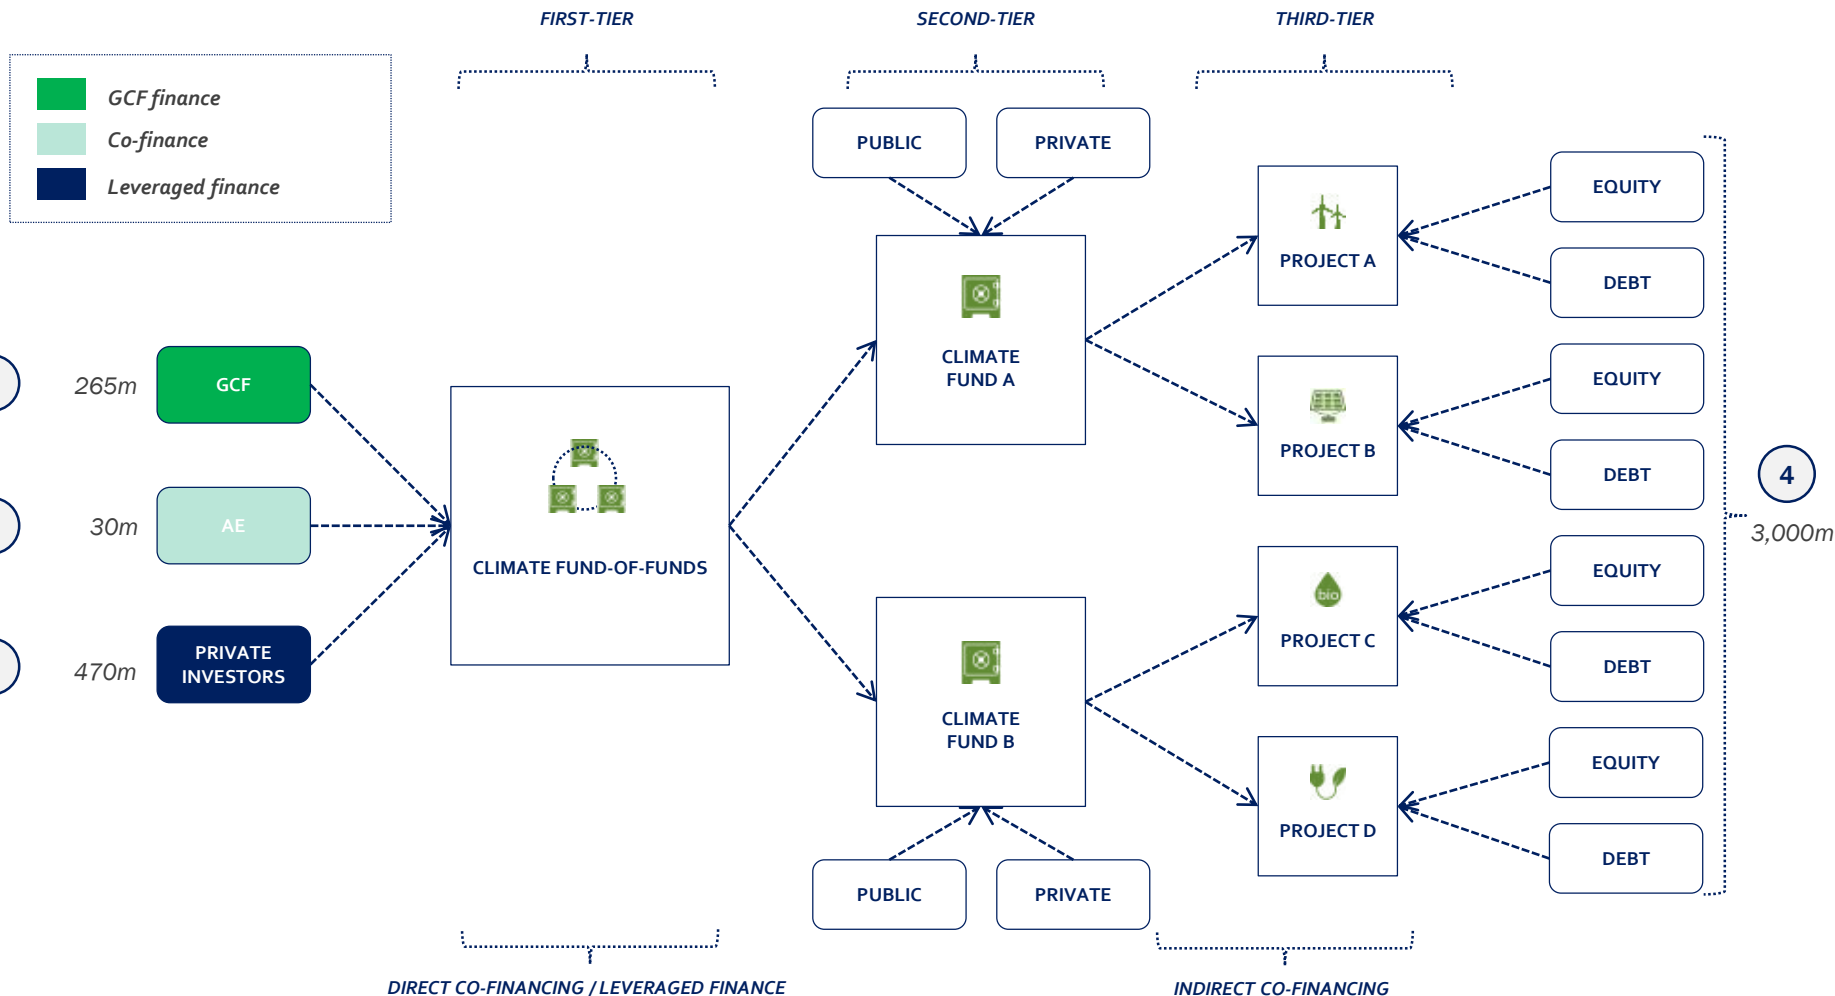 FIRST-TIER
SECOND-TIER
THIRD-TIER
GCF finance
Co-finance
Leveraged finance
PUBLIC
PRIVATE
EQUITY
DEBT
PROJECT A
CLIMATE
FUND A
265m
GCF
EQUITY
DEBT
PROJECT B
4
3,000m
30m
AE
CLIMATE FUND-OF-FUNDS
470m
PRIVATE
INVESTORS
CLIMATE
FUND B
bio
PROJECT C
EQUITY
DEBT
PROJECT D
EQUITY
DEBT
PUBLIC
PRIVATE
DIRECT CO-FINANCING / LEVERAGED FINANCE
INDIRECT CO-FINANCING